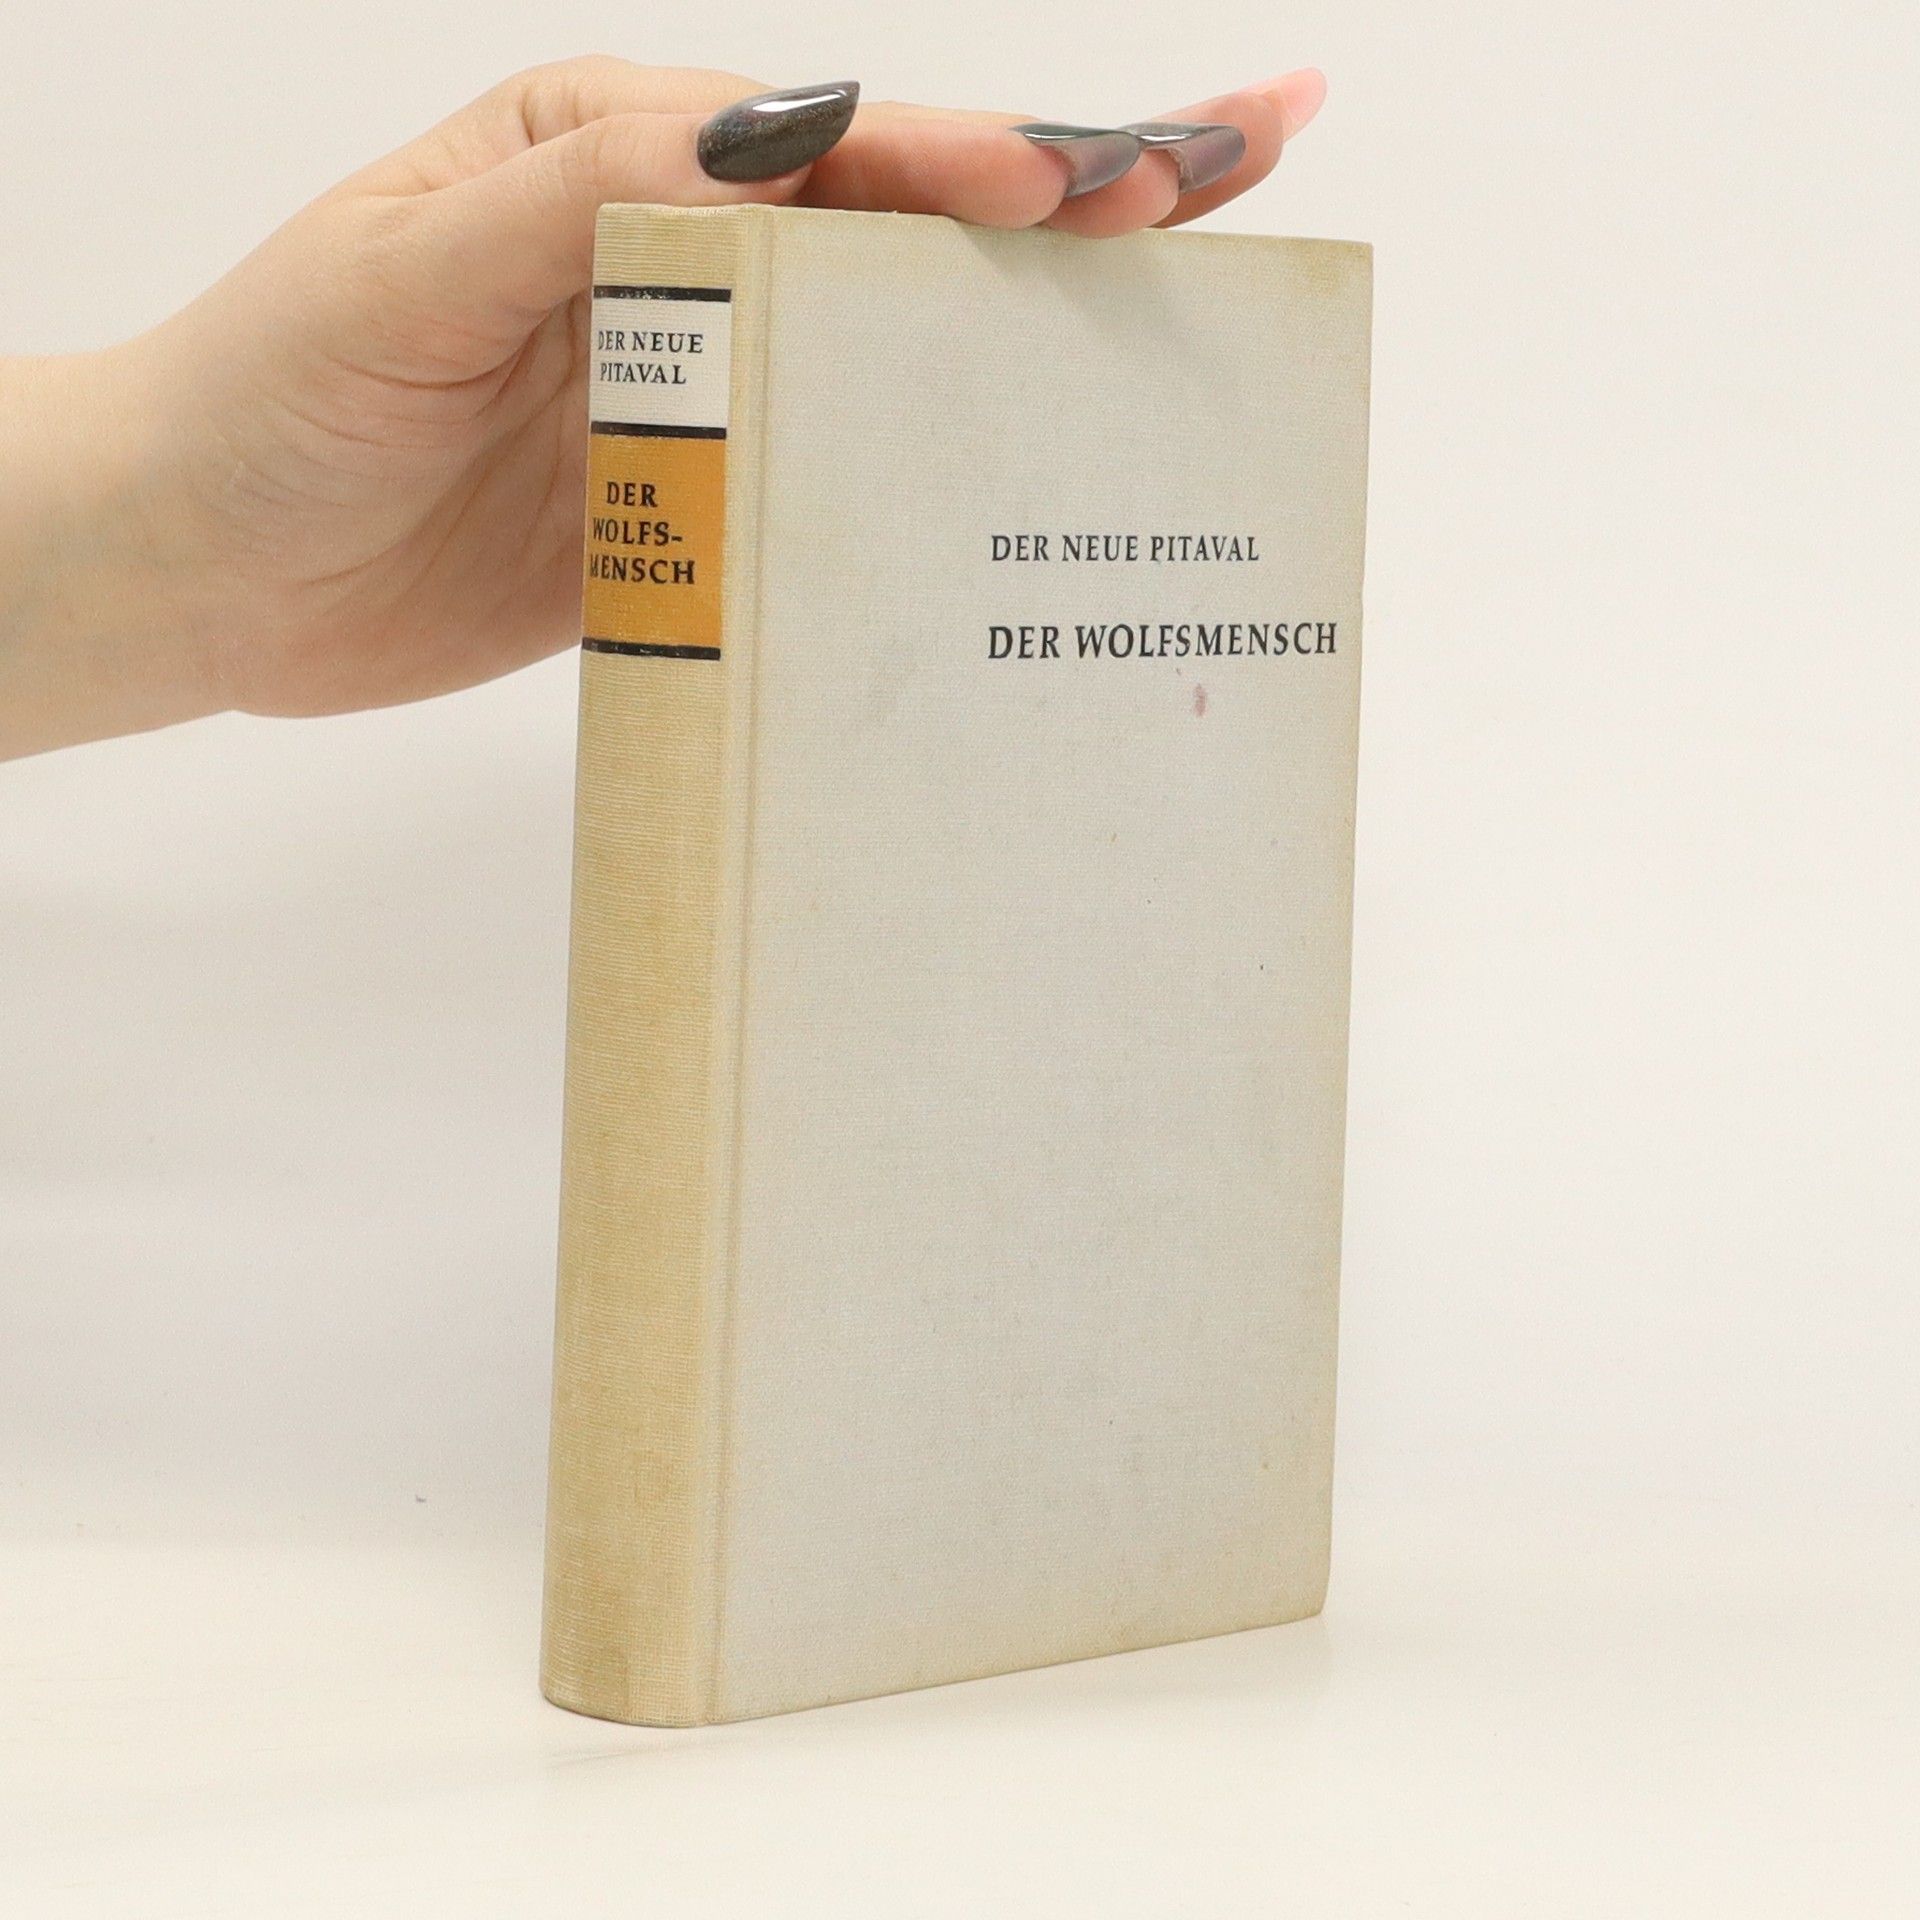 DER NEUE
PITAVAL
DER
WOLFS-
MENSCH
DER NEUE PITAVAL
DER WOLFSMENSCH